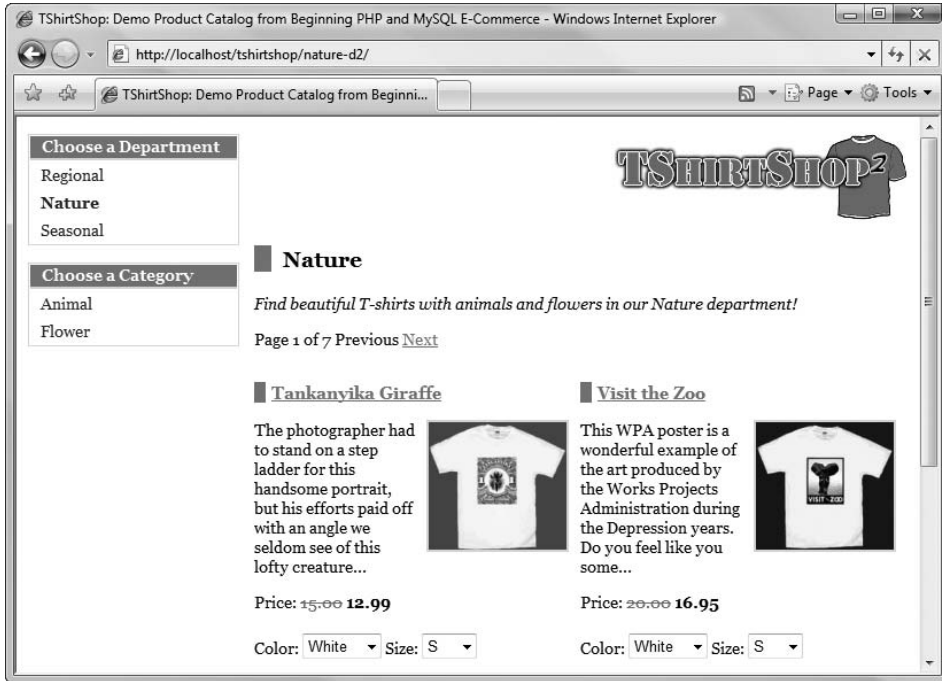 TShirtShop: Demo Product Catalog from Beginning PHP and MySQL E-Commerce - Windows Internet Explorer
http://localhost/tshirtshop/nature-d2/
TShirtShop: Demo Product Catalog from Beginni...
Page
Tools
Choose a Department
Regional
Nature
Seasonal
Choose a Category
Animal
Flower
TShirtShop2
Nature
Find beautiful T-shirts with animals and flowers in our Nature department!
Page 1 of 7 Previous Next
Tankanyika Giraffe
The photographer had
to stand on a step
ladder for this
handsome portrait,
but his efforts paid off
with an angle we
seldom see of this
lofty creature...
Price: 15.00 12.99
Color: White Size: S
Visit the Zoo
This WPA poster is a
wonderful example of
the art produced by
the Works Projects
Administration during
the Depression years.
Do you feel like you
some...
VISIT-ZOO
Price: 20.00 16.95
Color: White Size: S